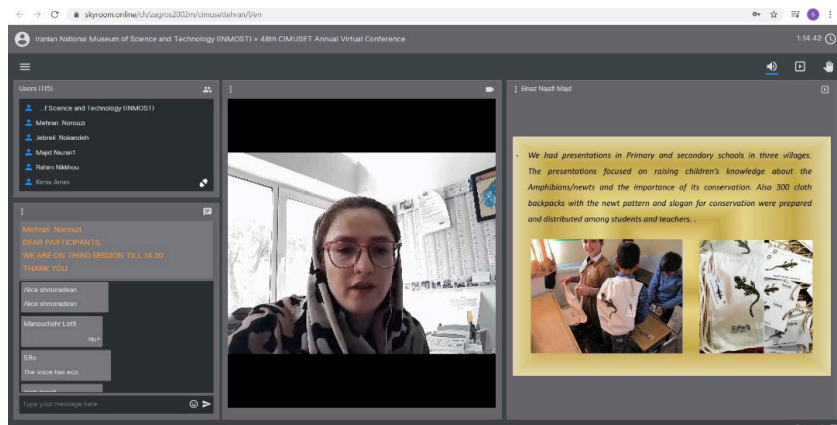 skyroom.online/ch/zagros2002m/cimusettehran/l/en
Iranian National Museum of Science and Technology (INMOST) » 48th CIMUSET Annual Virtual Conference
1:14:42
Users (115)
...f Science and Technology (INMOST)
Mehran Norouzi
Jebreil Nokandeh
Majid Nazari1
Rahim Nikkhou
Kimia Amini
Mehran Norouzi
DEAR PARTICIPANTS,
WE ARE ON THIRD SESSION TILL 14:30
THANK YOU
Alice shmoradean
Alice shmoradean
Manouchehr Lotfi
درود
SRo
The voice has eco
Type your message here
Elnaz Najafi Majd
• We had presentations in Primary and secondary schools in three villages.
The presentations focused on raising children's knowledge about the
Amphibians/newts and the importance of its conservation. Also 300 cloth
backpacks with the newt pattern and slogan for conservation were prepared
and distributed among students and teachers. .